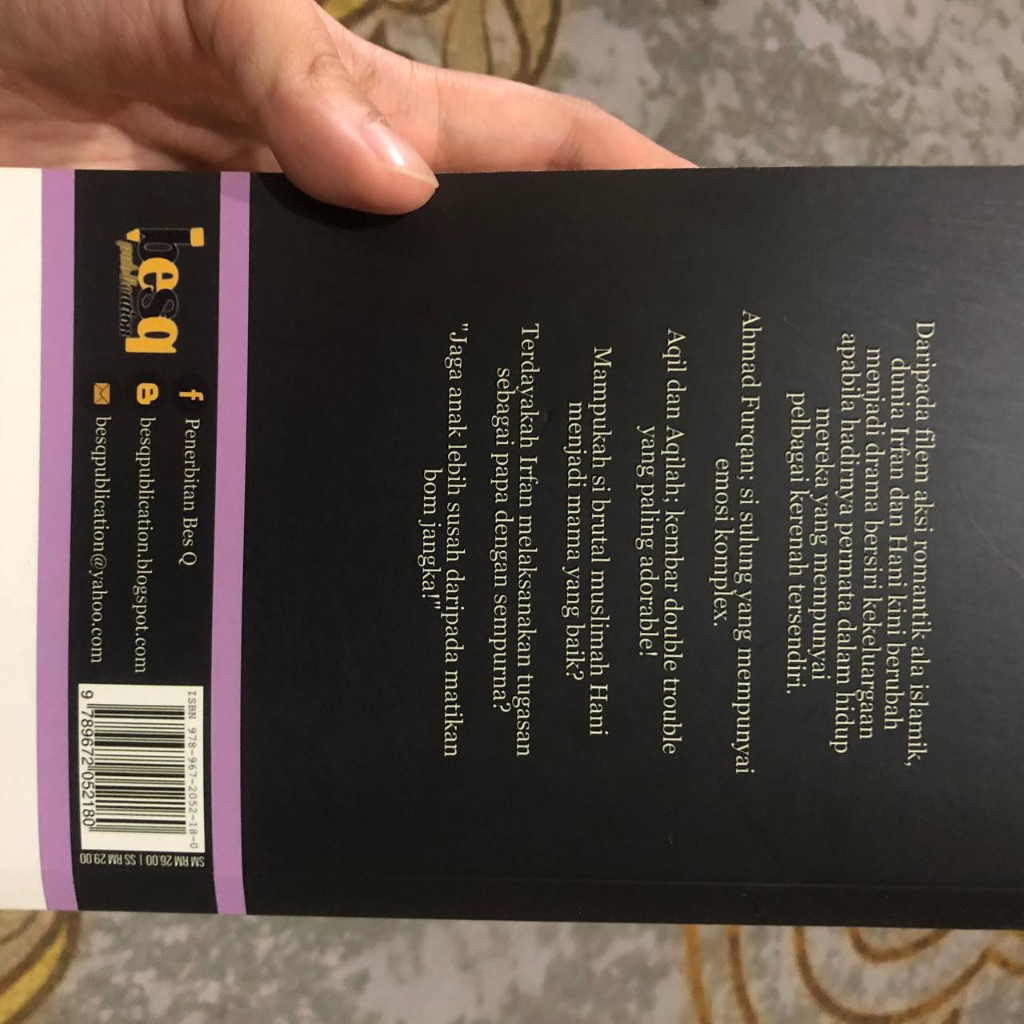 Daripada filem aksi romantik ala islamik,
dunia Irfan dan Hani kini berubah
menjadi drama bersiri kekeluargaan
apabila hadirnya permata dalam hidup
mereka yang mempunyai
pelbagai kerenah tersendiri.
Ahmad Furqan; si sulung yang mempunyai
emosi komplex.
Aqil dan Aqilah; kembar double trouble
yang paling adorable!
Mampukah si brutal muslimah Hani
menjadi mama yang baik?
Terdayakah Irfan melaksanakan tugasan
sebagai papa dengan sempurna?
"Jaga anak lebih susah daripada matikan
bom jangka!"
besq
publication
Penerbitan Bes Q
besqpublication.blogspot.com
besqpublication@yahoo.com
ISBN 978-967-2052-18-0
9 789672 052180
SM RM 26.00 | SS RM 29.00